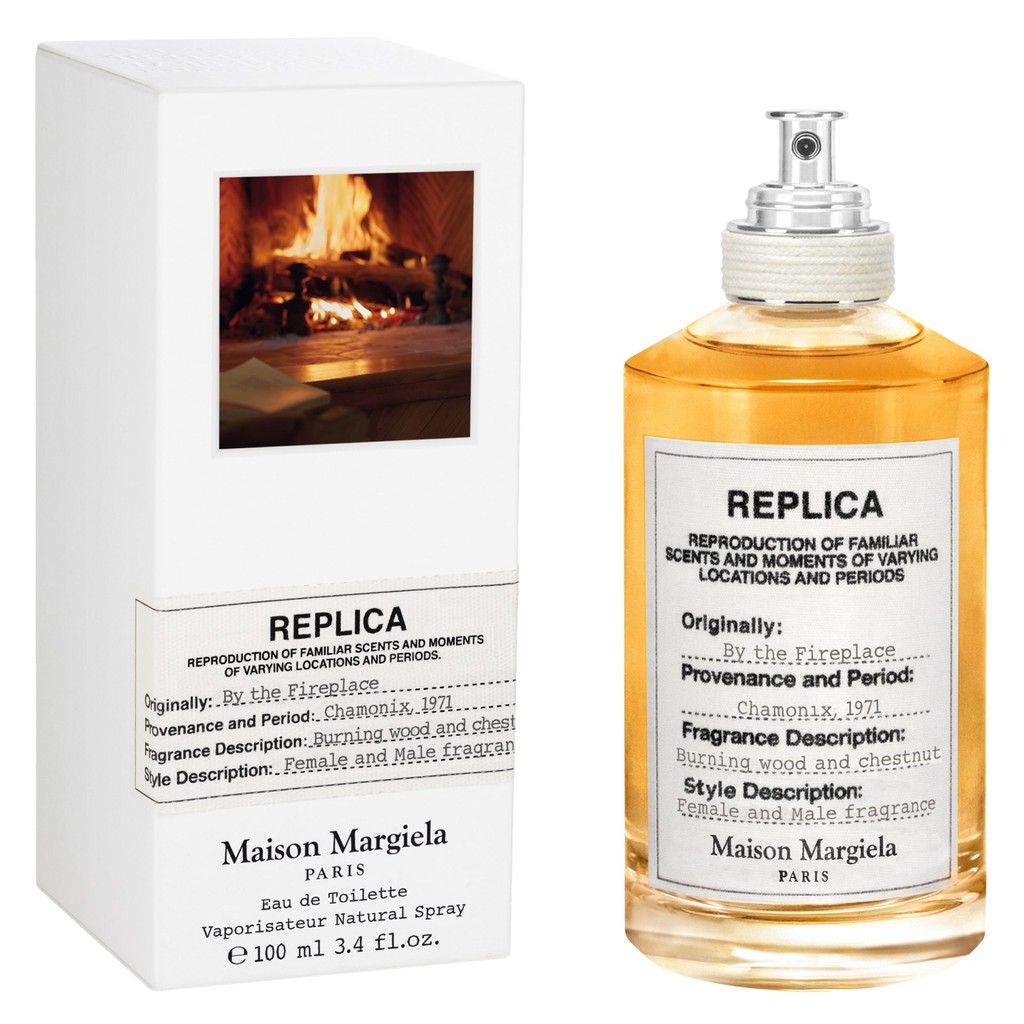 REPLICA
REPRODUCTION OF FAMILIAR SCENTS AND MOMENTS
OF VARYING LOCATIONS AND PERIODS.
Originally: By the Fireplace
Provenance and Period: Chamonix, 1971
Fragrance Description: Burning wood and chest
Style Description: Female and Male fragran
Maison Margiela
PARIS
Eau de Toilette
Vaporisateur Natural Spray
℮ 100 ml 3.4 fl.oz.
REPLICA
REPRODUCTION OF FAMILIAR
SCENTS AND MOMENTS OF VARYING
LOCATIONS AND PERIODS
Originally:
By the Fireplace
Provenance and Period:
Chamonix, 1971
Fragrance Description:
Burning wood and chestnut
Style Description:
Female and Male fragrance
Maison Margiela
PARIS